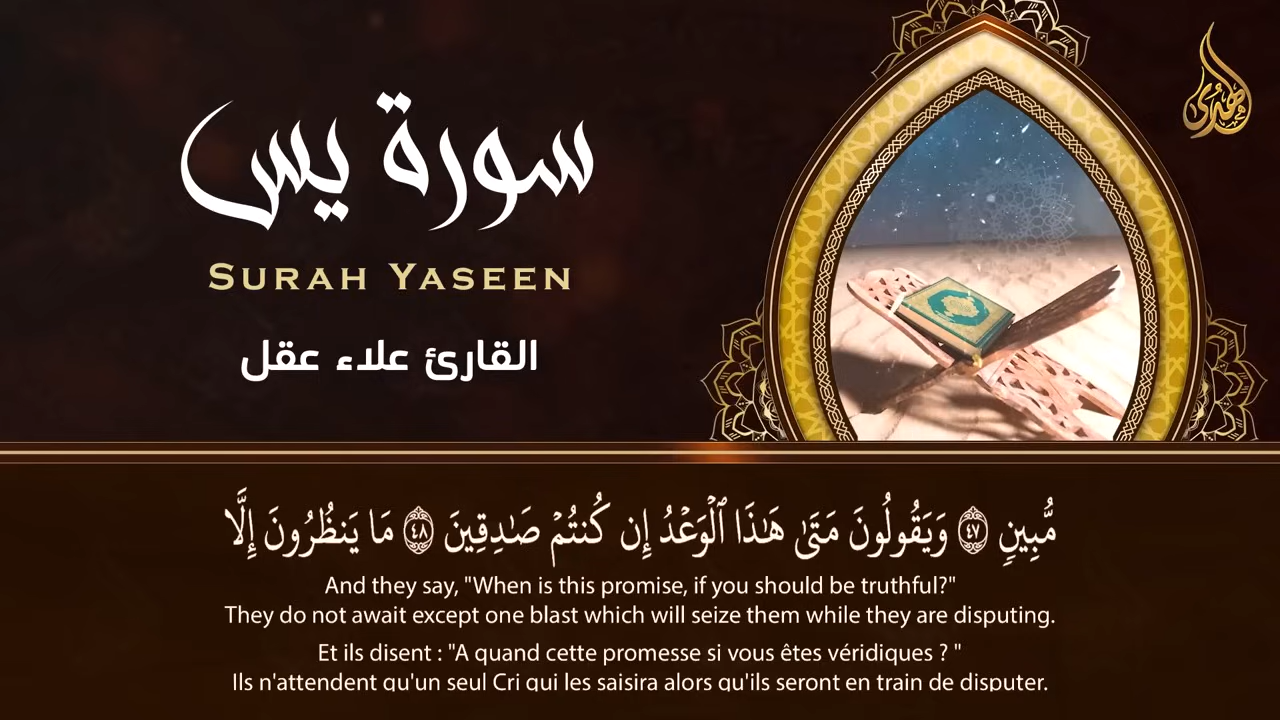 سورة يس
SURAH YASEEN
القارئ علاء عقل
هدى
مُّبِينٍ ٤٧ وَيَقُولُونَ مَتَىٰ هَـٰذَا ٱلْوَعْدُ إِن كُنتُمْ صَـٰدِقِينَ ٤٨ مَا يَنظُرُونَ إِلَّا
And they say, "When is this promise, if you should be truthful?"
They do not await except one blast which will seize them while they are disputing.
Et ils disent : "A quand cette promesse si vous êtes véridiques ? "
Ils n'attendent qu'un seul Cri qui les saisira alors qu'ils seront en train de disputer.